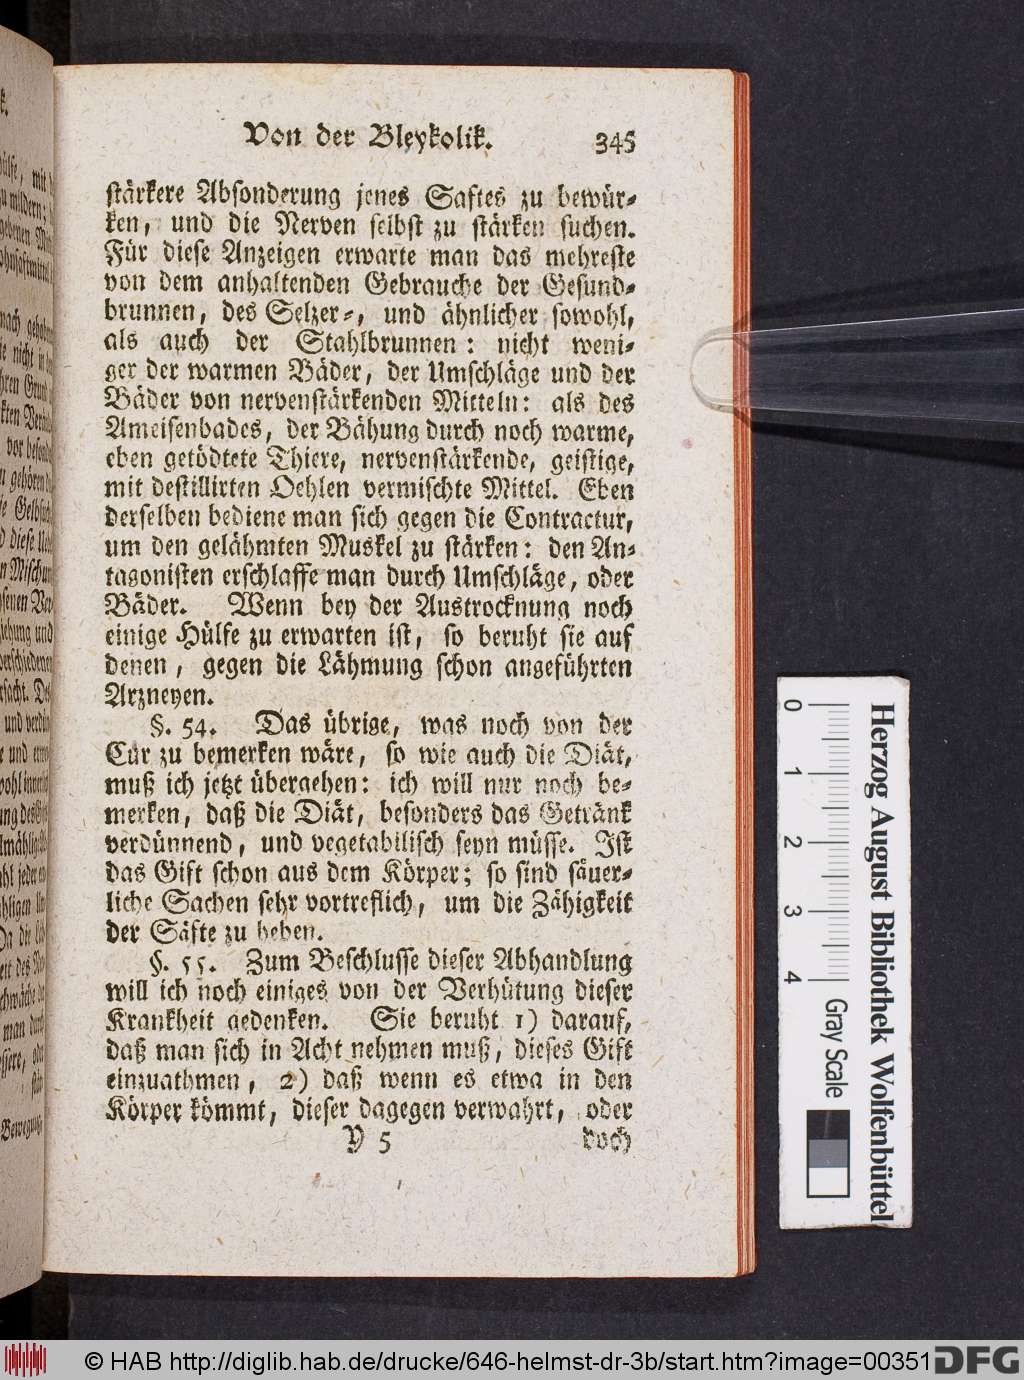 Von der Bleykolik. 345
stärkere Absonderung jenes Saftes zu bewür-
ken, und die Nerven selbst zu stärken suchen.
Für diese Anzeigen erwarte man das mehreste
von dem anhaltenden Gebrauche der Gesund-
brunnen, des Selzer-, und ähnlicher sowohl,
als auch der Stahlbrunnen: nicht weni-
ger der warmen Bäder, der Umschläge und der
Bäder von nervenstärkenden Mitteln: als des
Ameisenbades, der Bähung durch noch warme,
eben getödtete Thiere, nervenstärkende, geistige,
mit destillirten Oehlen vermischte Mittel. Eben
derselben bediene man sich gegen die Contractur,
um den gelähmten Muskel zu stärken: den An-
tagonisten erschlaffe man durch Umschläge, oder
Bäder. Wenn bey der Austrocknung noch
einige Hülfe zu erwarten ist, so beruht sie auf
denen, gegen die Lähmung schon angeführten
Arzneyen.
§. 54. Das übrige, was noch von der
Cur zu bemerken wäre, so wie auch die Diät,
muß ich jetzt übergehen: ich will nur noch be-
merken, daß die Diät, besonders das Getränk
verdünnend, und vegetabilisch seyn müsse. Ist
das Gift schon aus dem Körper; so sind säuer-
liche Sachen sehr vortreflich, um die Zähigkeit
der Säfte zu heben.
§. 55. Zum Beschlusse dieser Abhandlung
will ich noch einiges von der Verhütung dieser
Krankheit gedenken. Sie beruht 1) darauf,
daß man sich in Acht nehmen muß, dieses Gift
einzuathmen, 2) daß wenn es etwa in den
Körper kömmt, dieser dagegen verwahrt, oder
Y 5 doch
0 1 2 3 4 Gray Scale
Herzog August Bibliothek Wolfenbüttel
© HAB http://diglib.hab.de/drucke/646-helmst-dr-3b/start.htm?image=00351
DFG